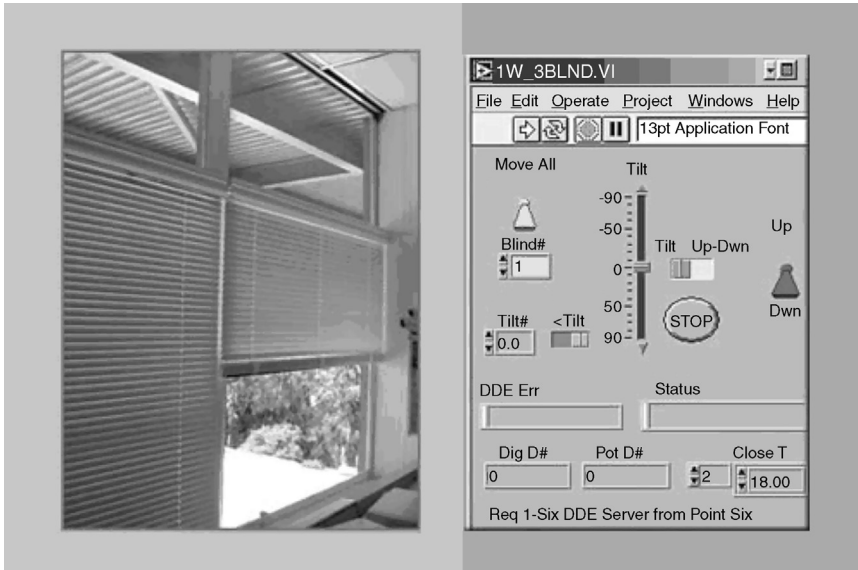 1W_3BLND.VI
File Edit Operate Project Windows Help
13pt Application Font
Move All
Tilt
-90
-50
0
50
90
Up
Blind#
1
Tilt Up-Dwn
Dwn
STOP
Tilt#
<Tilt
0.0
DDE Err
Status
Dig D#
Pot D#
Close T
0
0
2
18.00
Req 1-Six DDE Server from Point Six